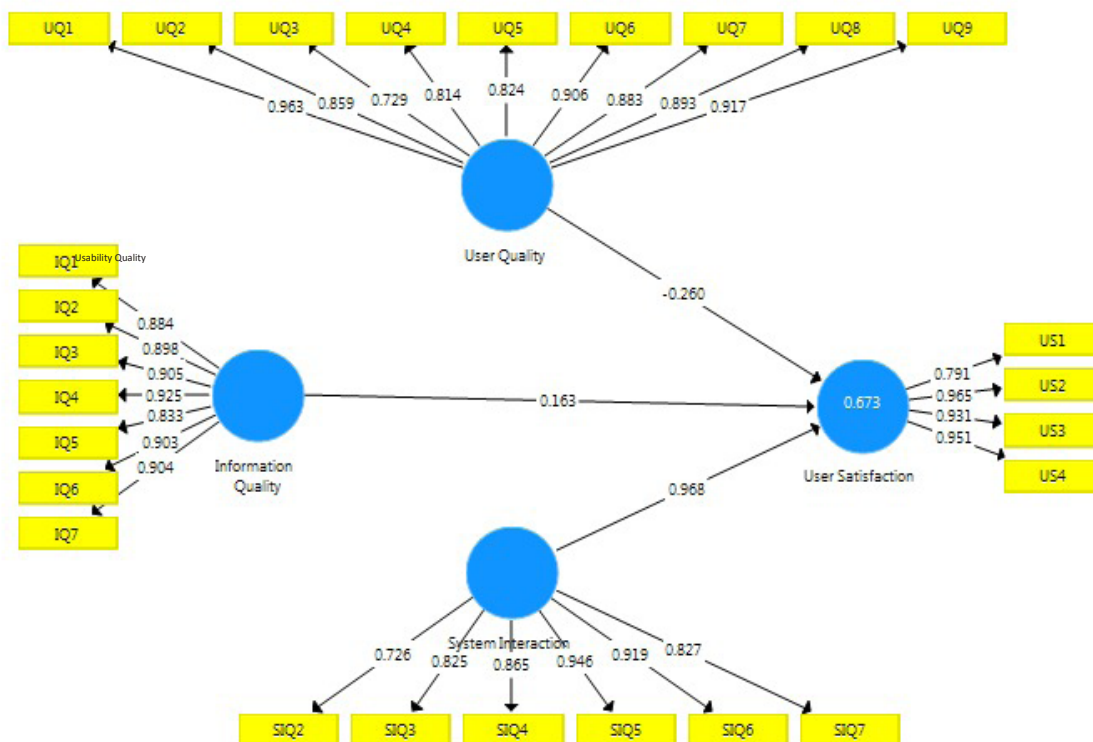 UQ1 UQ2 UQ3 UQ4 UQ5 UQ6 UQ7 UQ8 UQ9
0.963 0.859 0.729 0.814 0.824 0.906 0.883 0.893 0.917
User Quality
IQ1
Usability Quality
IQ2
IQ3
IQ4
IQ5
IQ6
IQ7
0.884
0.898
0.905
0.925
0.833
0.903
0.904
Information
Quality
-0.260
0.163
0.968
0.673
User Satisfaction
0.791
0.965
0.931
0.951
US1
US2
US3
US4
System Interaction
0.726 0.825 0.865 0.946 0.919 0.827
SIQ2 SIQ3 SIQ4 SIQ5 SIQ6 SIQ7